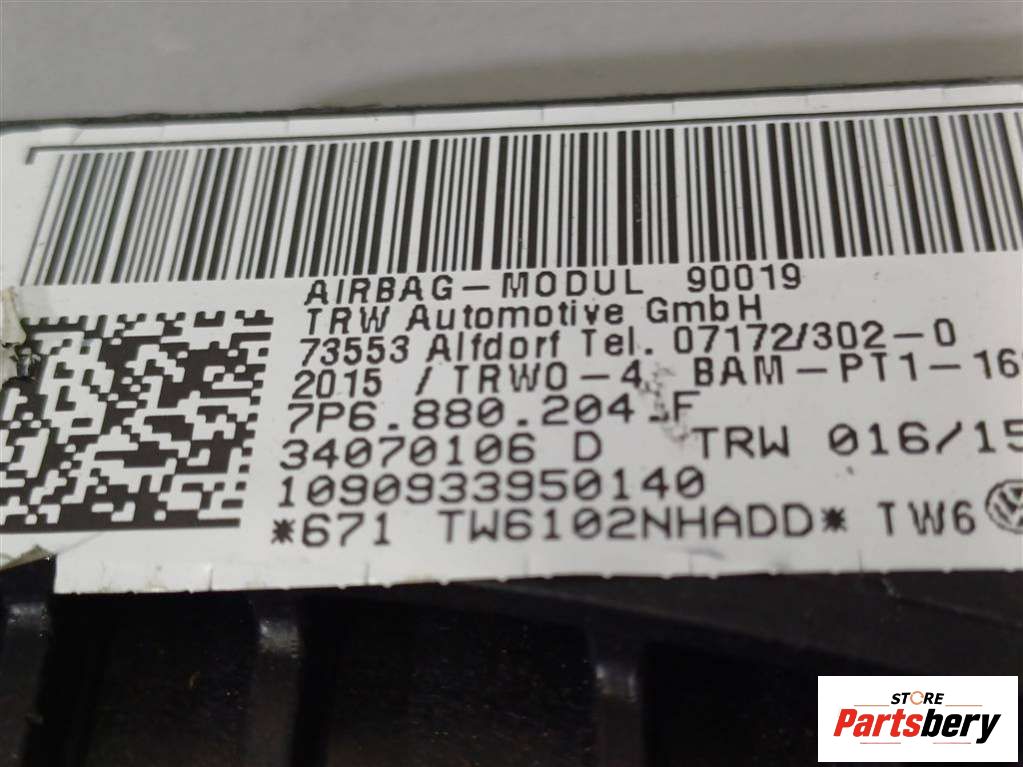 AIRBAG-MODUL 90019
TRW Automotive GmbH
73553 Alfdorf Tel. 07172/302-0
2015 /TRWO-4 BAM-PT1-16
7P6.880.204.F
34070106 D TRW 016/15
1090933950140
*671 TW6102NHADD* TW6
STORE
Partsbery